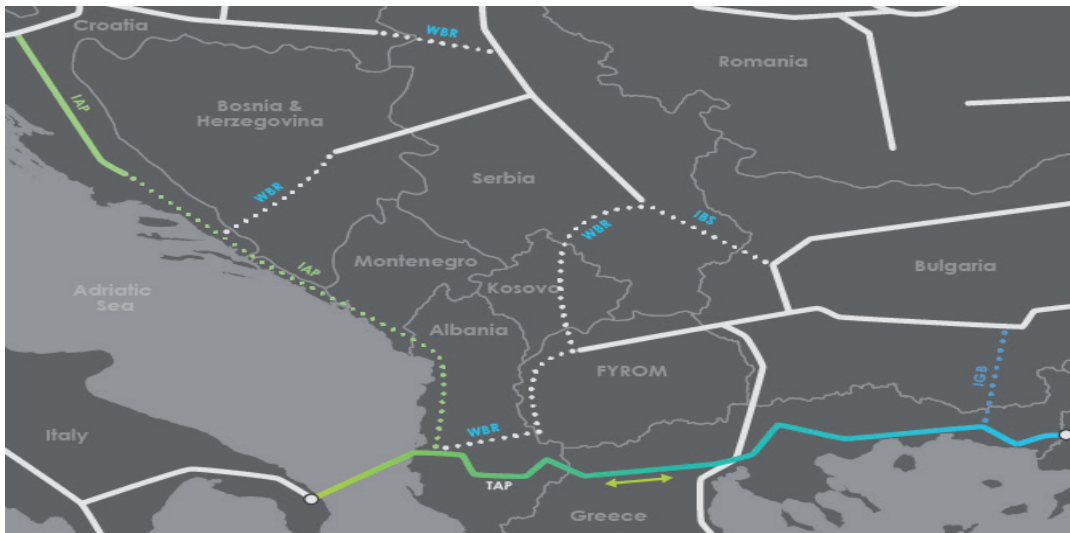 Croatia
WBR
Romania
IAP
Bosnia &
Herzegovina
Serbia
WBR
IBS
WBR
IAP
Montenegro
Bulgaria
Adriatic
Sea
Kosovo
Albania
FYROM
IGB
Italy
WBR
TAP
Greece